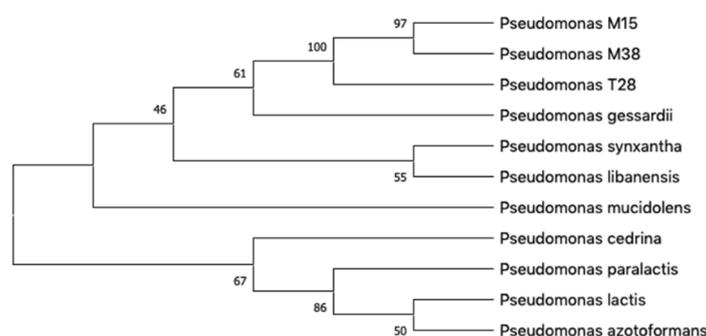 97
Pseudomonas M15
100
Pseudomonas M38
61
Pseudomonas T28
46
Pseudomonas gessardii
Pseudomonas synxantha
55
Pseudomonas libanensis
Pseudomonas mucidolens
Pseudomonas cedrina
67
Pseudomonas paralactis
86
Pseudomonas lactis
50
Pseudomonas azotoformans